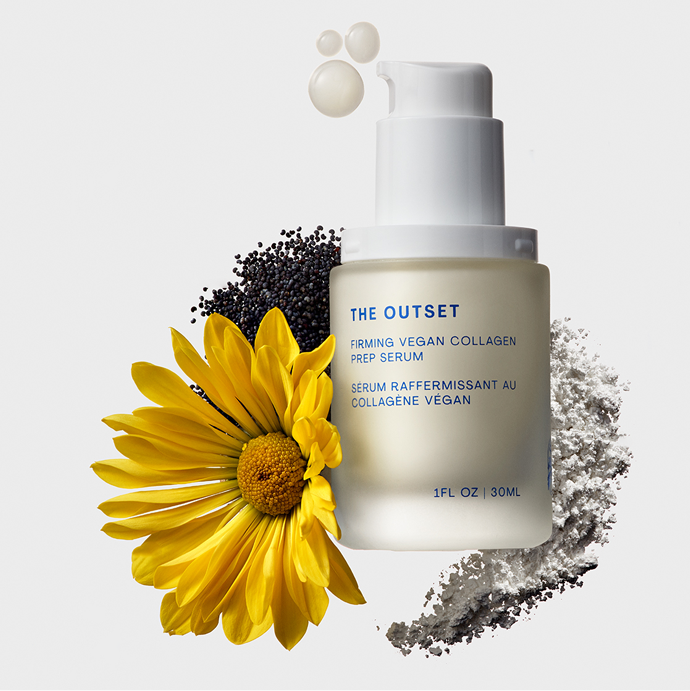 THE OUTSET
FIRMING VEGAN COLLAGEN
PREP SERUM
SÉRUM RAFFERMISSANT AU
COLLAGÈNE VÉGAN
1FL OZ | 30ML